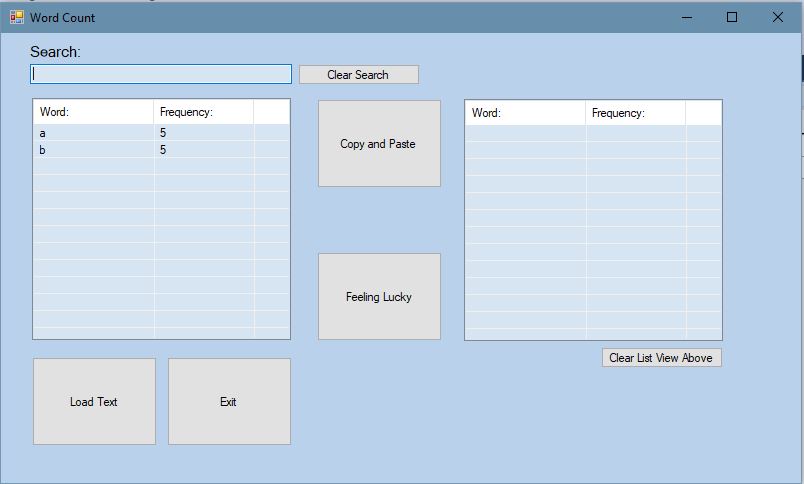 Word Count
Search:
Clear Search
Word: Frequency:
a 5
b 5
Copy and Paste
Feeling Lucky
Word: Frequency:
Clear List View Above
Load Text
Exit